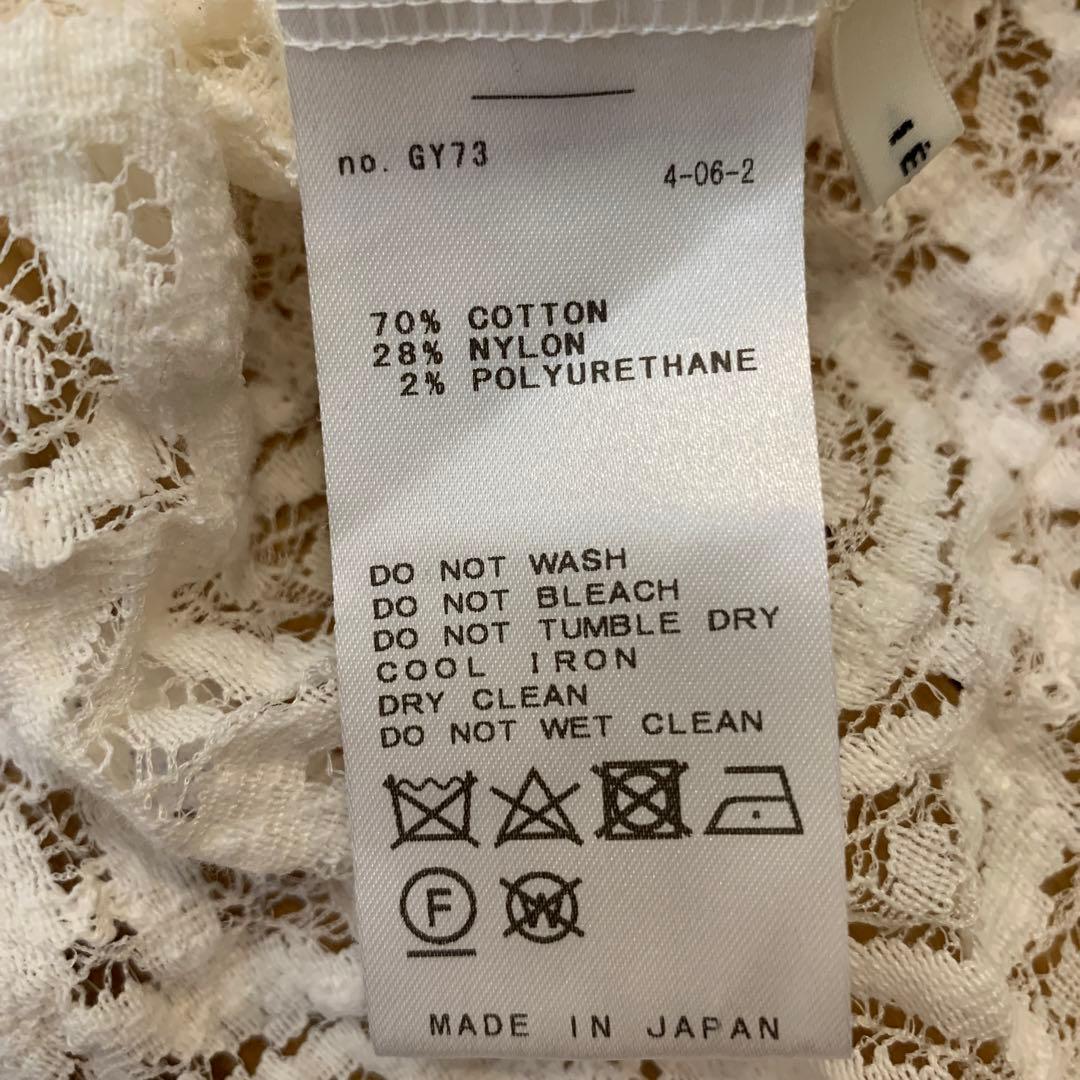 no. GY73
4-06-2
70% COTTON
28% NYLON
2% POLYURETHANE
DO NOT WASH
DO NOT BLEACH
DO NOT TUMBLE DRY
COOL IRON
DRY CLEAN
DO NOT WET CLEAN
F W
MADE IN JAPAN